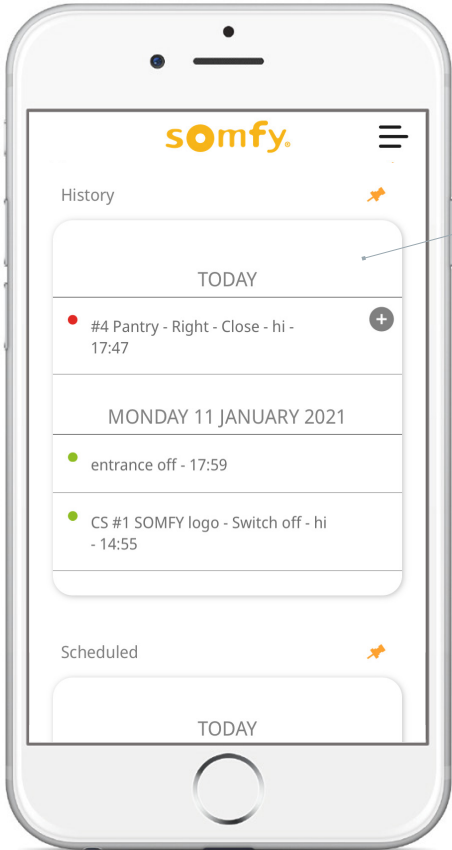 somfy®
History
TODAY
#4 Pantry - Right - Close - hi -
17:47
MONDAY 11 JANUARY 2021
entrance off - 17:59
CS #1 SOMFY logo - Switch off - hi
- 14:55
Scheduled
TODAY